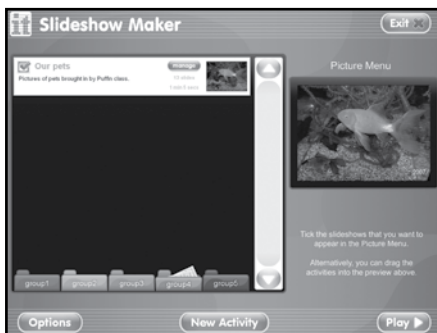 Slideshow Maker
Exit
Our pets
manage
Pictures of pets brought in by Puffin class.
Picture Menu
Tick the slideshows that you want to
appear in the Picture Menu.
Alternatively, you can drag the
activities into the preview above.
group1
group2
group3
group4
group5
Options
New Activity
Play